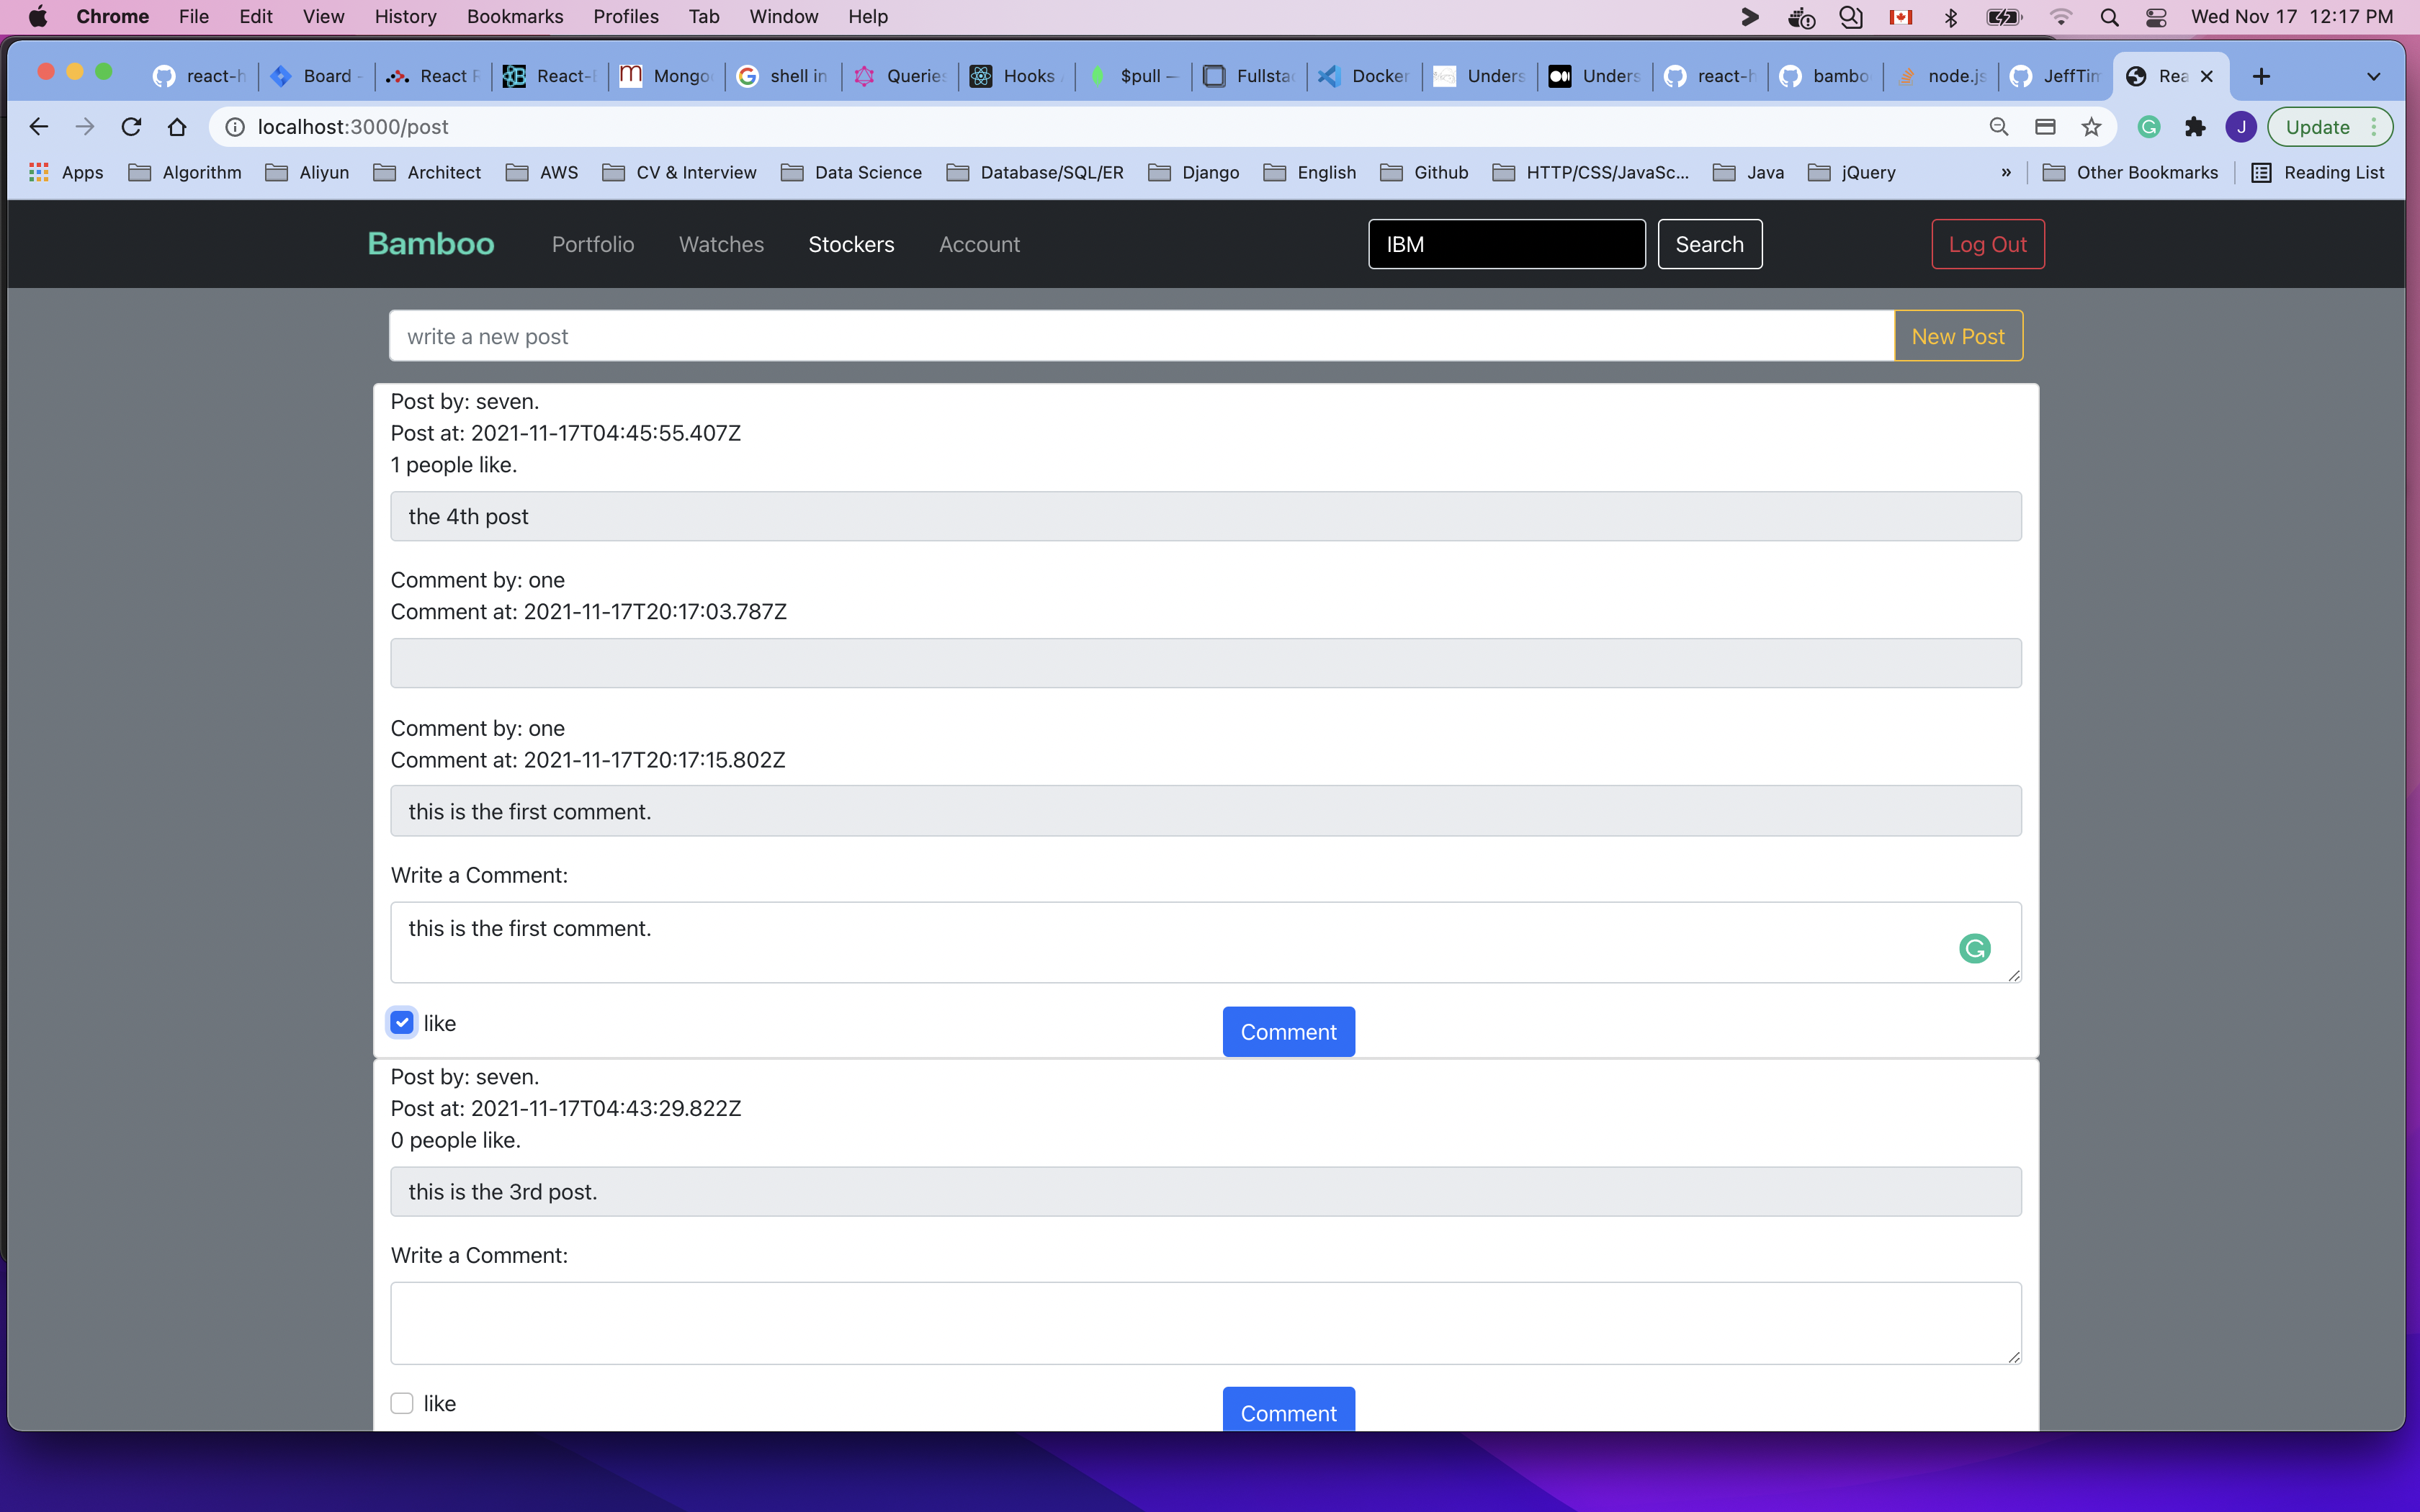 Chrome File Edit View History Bookmarks Profiles Tab Window Help Wed Nov 17 12:17 PM
react-h Board - React R React- Mongo shell in Queries Hooks $pull — Fullsta Docker Unders Unders react-h bambo node.js JeffTim Rea
localhost:3000/post J Update
Apps Algorithm Aliyun Architect AWS CV & Interview Data Science Database/SQL/ER Django English Github HTTP/CSS/JavaSc... Java jQuery » Other Bookmarks Reading List
Bamboo Portfolio Watches Stockers Account IBM Search Log Out
write a new post New Post
Post by: seven.
Post at: 2021-11-17T04:45:55.407Z
1 people like.
the 4th post
Comment by: one
Comment at: 2021-11-17T20:17:03.787Z
Comment by: one
Comment at: 2021-11-17T20:17:15.802Z
this is the first comment.
Write a Comment:
this is the first comment.
like Comment
Post by: seven.
Post at: 2021-11-17T04:43:29.822Z
0 people like.
this is the 3rd post.
Write a Comment:
like Comment